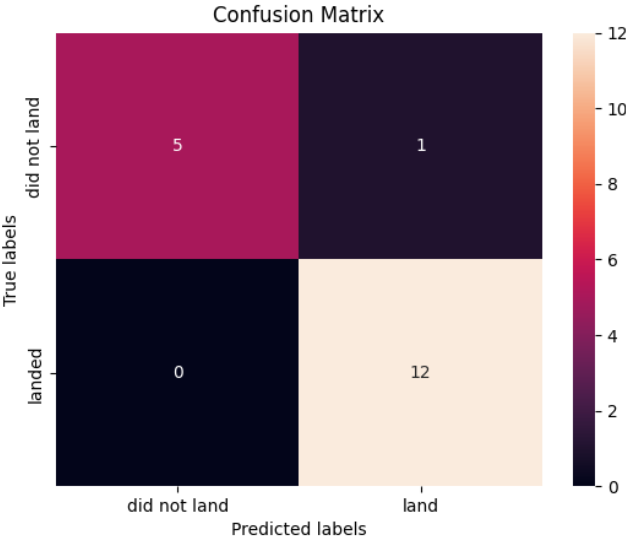 Confusion Matrix
True labels
did not land
landed
5
1
0
12
did not land
land
Predicted labels
12
10
8
6
4
2
0